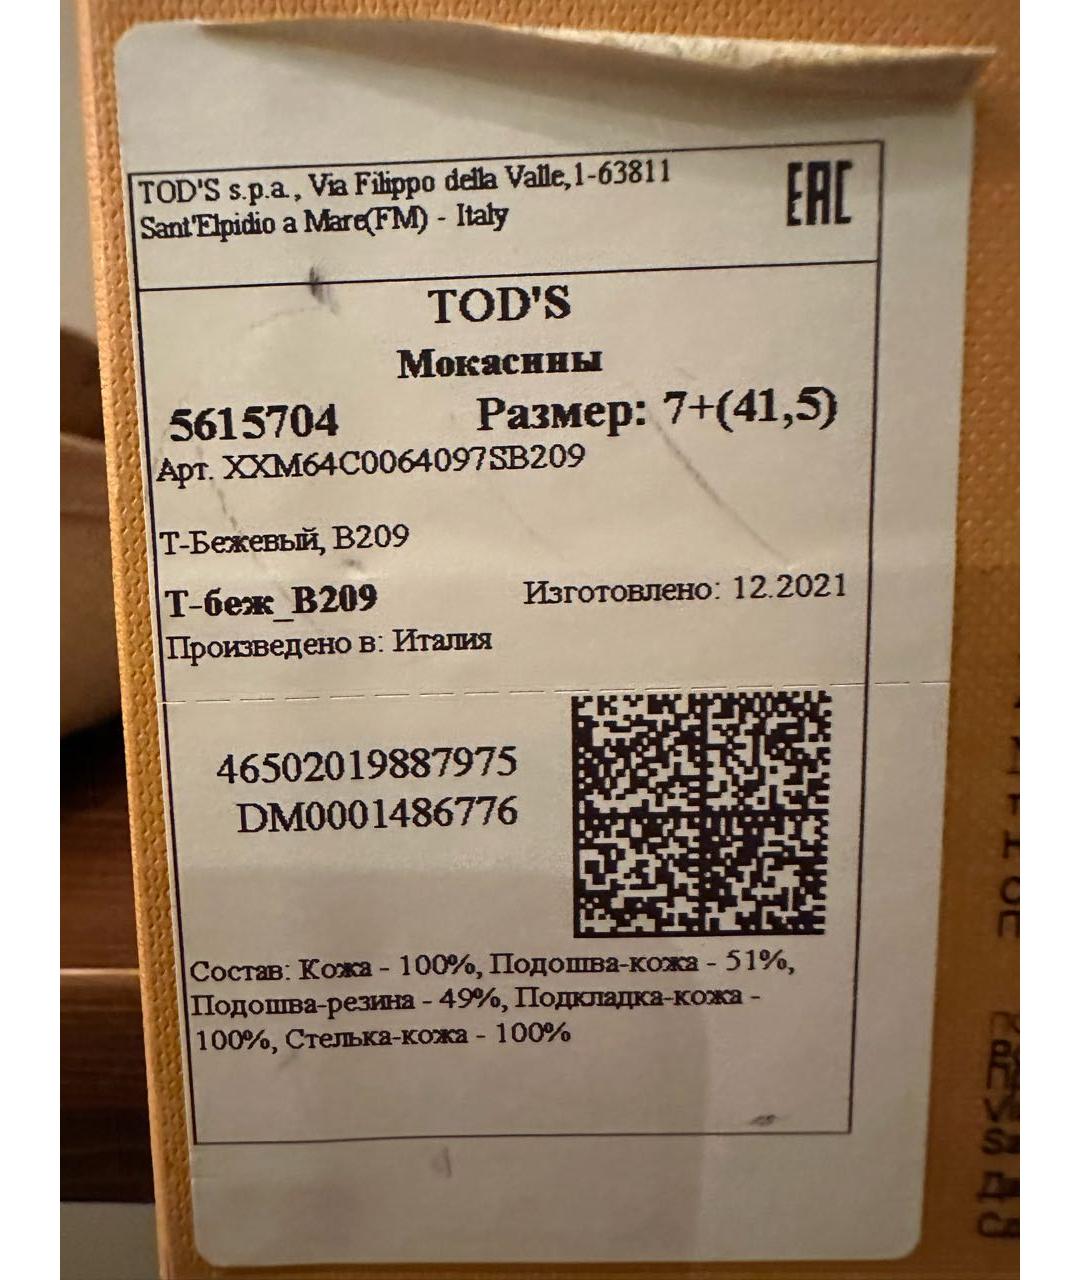 TOD'S s.p.a., Via Filippo della Valle,1-63811
Sant'Elpidio a Mare(FM) - Italy
EAC
TOD'S
Мокасины
5615704 Размер: 7+(41,5)
Арт. XXM64C0064097SB209
Т-Бежевый, B209
Т-беж_B209 Изготовлено: 12.2021
Произведено в: Италия
46502019887975
DM0001486776
Состав: Кожа - 100%, Подошва-кожа - 51%,
Подошва-резина - 49%, Подкладка-кожа -
100%, Стелька-кожа - 100%